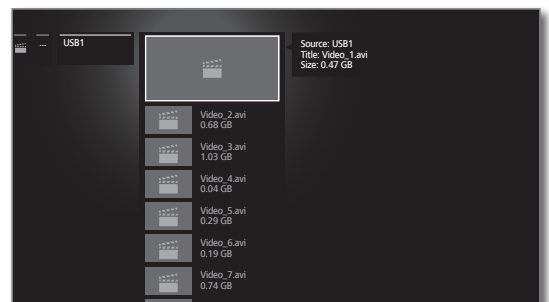 ...
USB1
Source: USB1
Title: Video_1.avi
Size: 0.47 GB
Video_2.avi
0.68 GB
Video_3.avi
1.03 GB
Video_4.avi
0.04 GB
Video_5.avi
0.29 GB
Video_6.avi
0.19 GB
Video_7.avi
0.74 GB